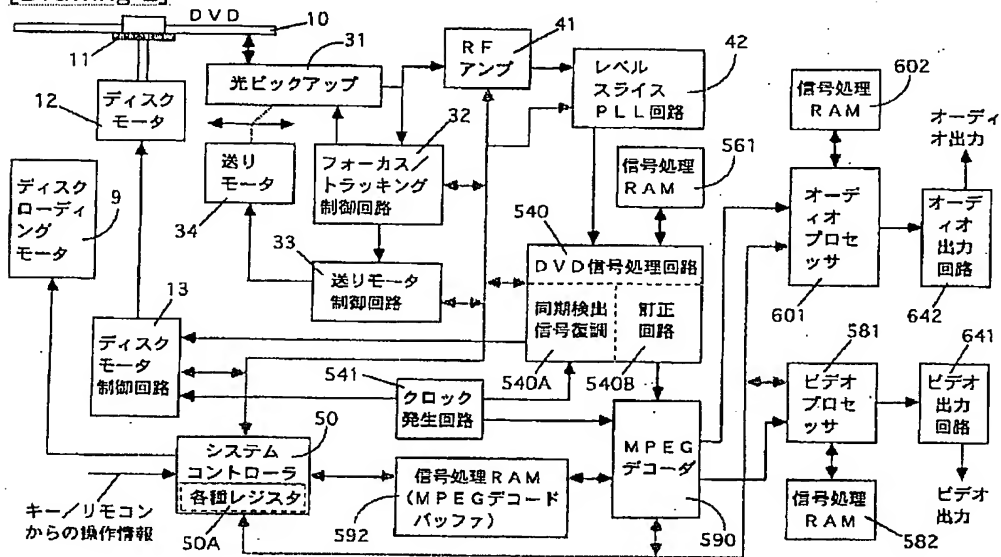 DVD
10
11
ディスク
モータ
12
31
光ピックアップ
41
RF
アンプ
42
レベル
スライス
PLL回路
602
信号処理
RAM
オーディ
オ出力
32
フォーカス/
トラッキング
制御回路
送り
モータ
34
信号処理
RAM
561
ディスク
ローディ
ング
モータ
9
33
送りモータ
制御回路
540
DVD信号処理回路
同期検出
信号復調
訂正
回路
540A
540B
オーデ
ィオ
プロセ
ッサ
601
オーデ
ィオ出
力回路
642
13
ディスク
モータ
制御回路
541
クロック
発生回路
581
ビデオ
プロセ
ッサ
641
ビデオ
出力
回路
50
システム
コントローラ
各種レジスタ
50A
キー/リモコン
からの操作情報
信号処理RAM
(MPEGデコード
バッファ)
592
MPEG
デコーダ
590
信号処理
RAM
582
ビデオ
出力